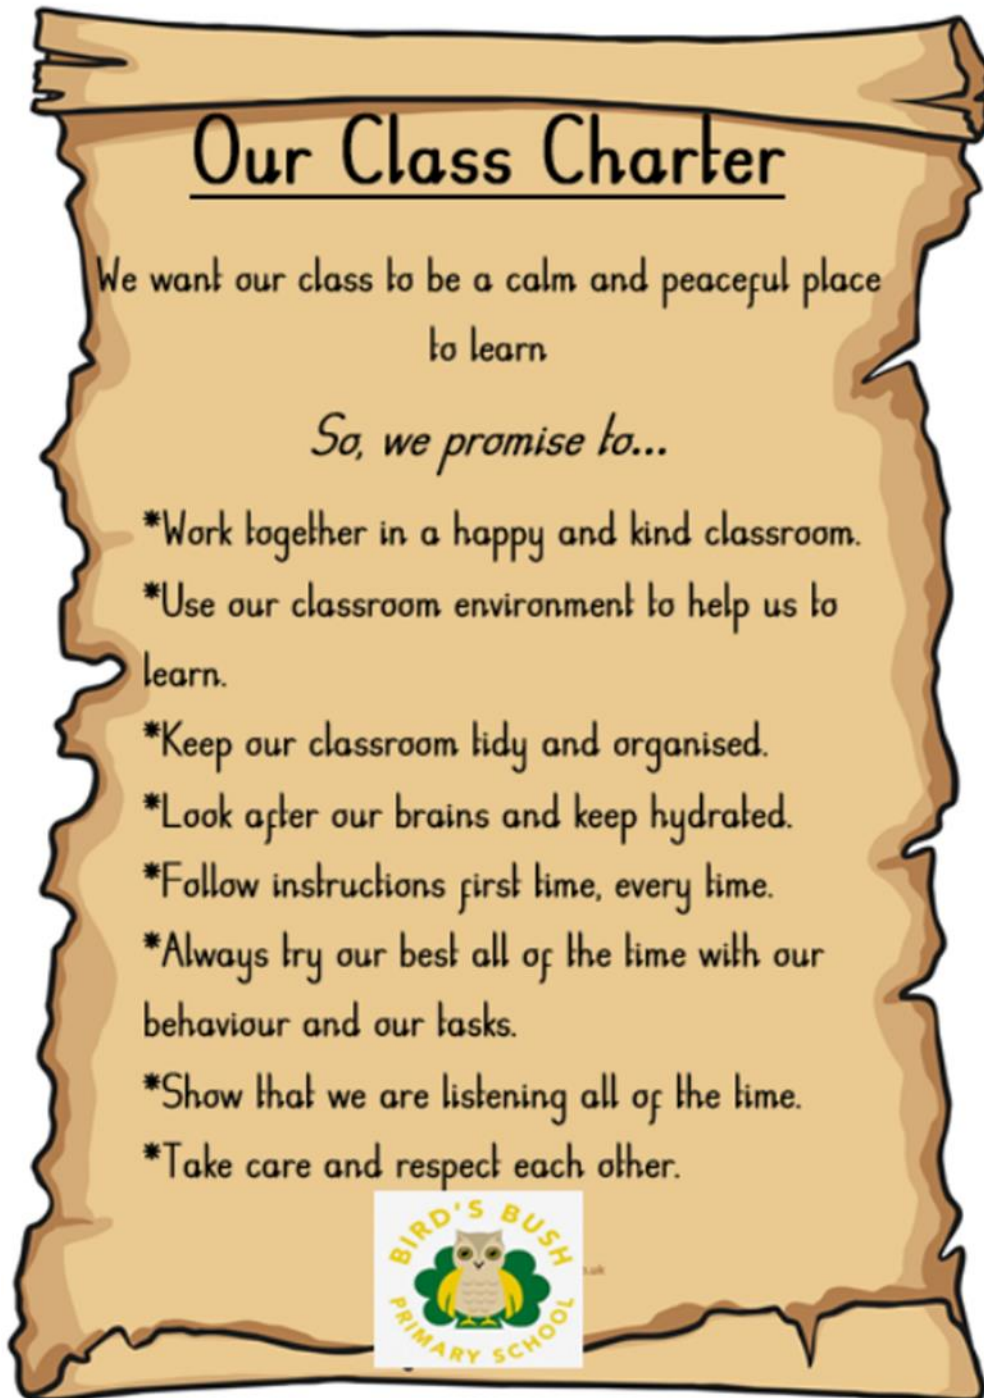 Our Class Charter
We want our class to be a calm and peaceful place
to learn
So, we promise to...
*Work together in a happy and kind classroom.
*Use our classroom environment to help us to
learn.
*Keep our classroom tidy and organised.
*Look after our brains and keep hydrated.
*Follow instructions first time, every time.
*Always try our best all of the time with our
behaviour and our tasks.
*Show that we are listening all of the time.
*Take care and respect each other.
BIRD'S BUSH
PRIMARY SCHOOL